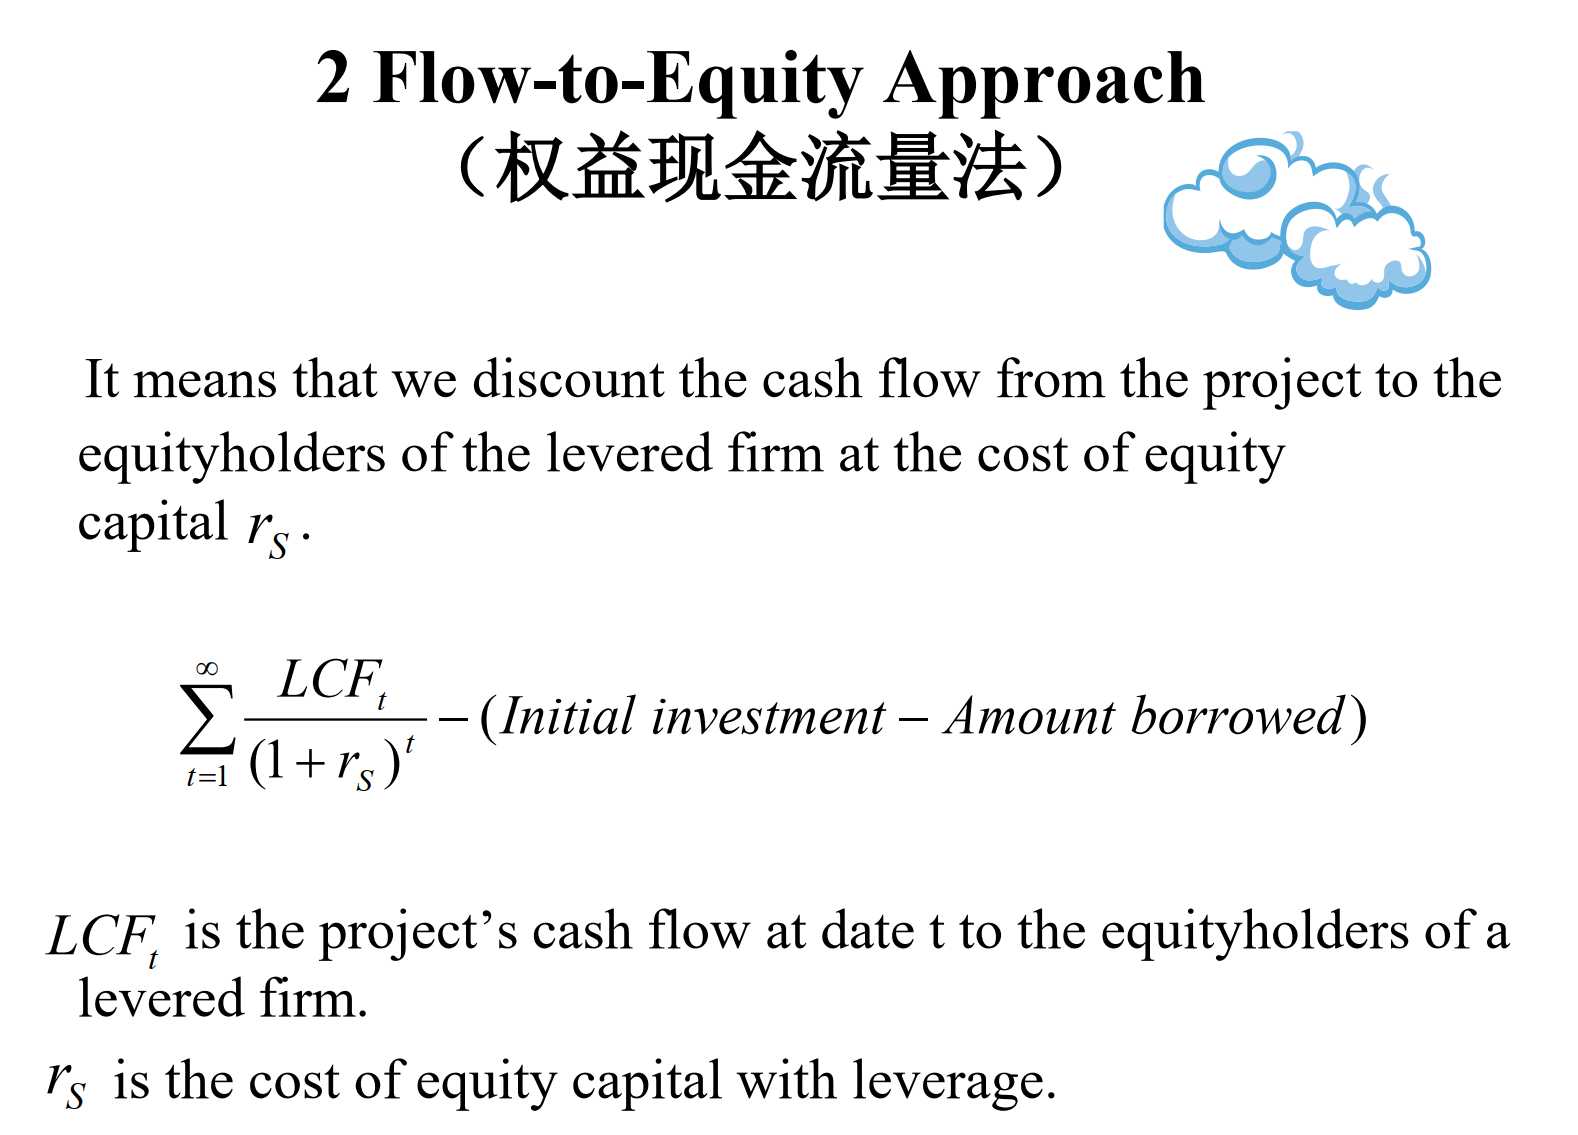 2 Flow-to-Equity Approach
（权益现金流量法）
It means that we discount the cash flow from the project to the
equityholders of the levered firm at the cost of equity
capital r_S .
\sum_{t=1}^{∞} \frac{LCF_t}{(1+r_S)^t} − (Initial investment − Amount borrowed)
LCF_t is the project’s cash flow at date t to the equityholders of a
levered firm.
r_S is the cost of equity capital with leverage.